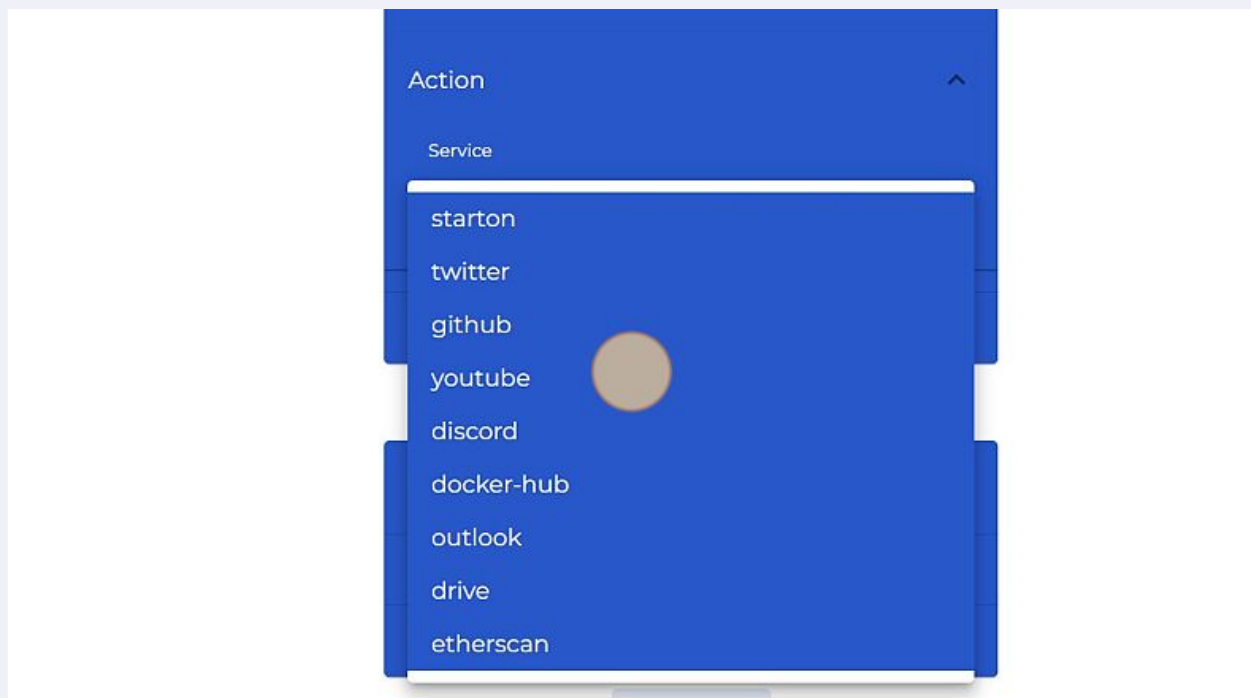 Action
Service
starton
twitter
github
youtube
discord
docker-hub
outlook
drive
etherscan